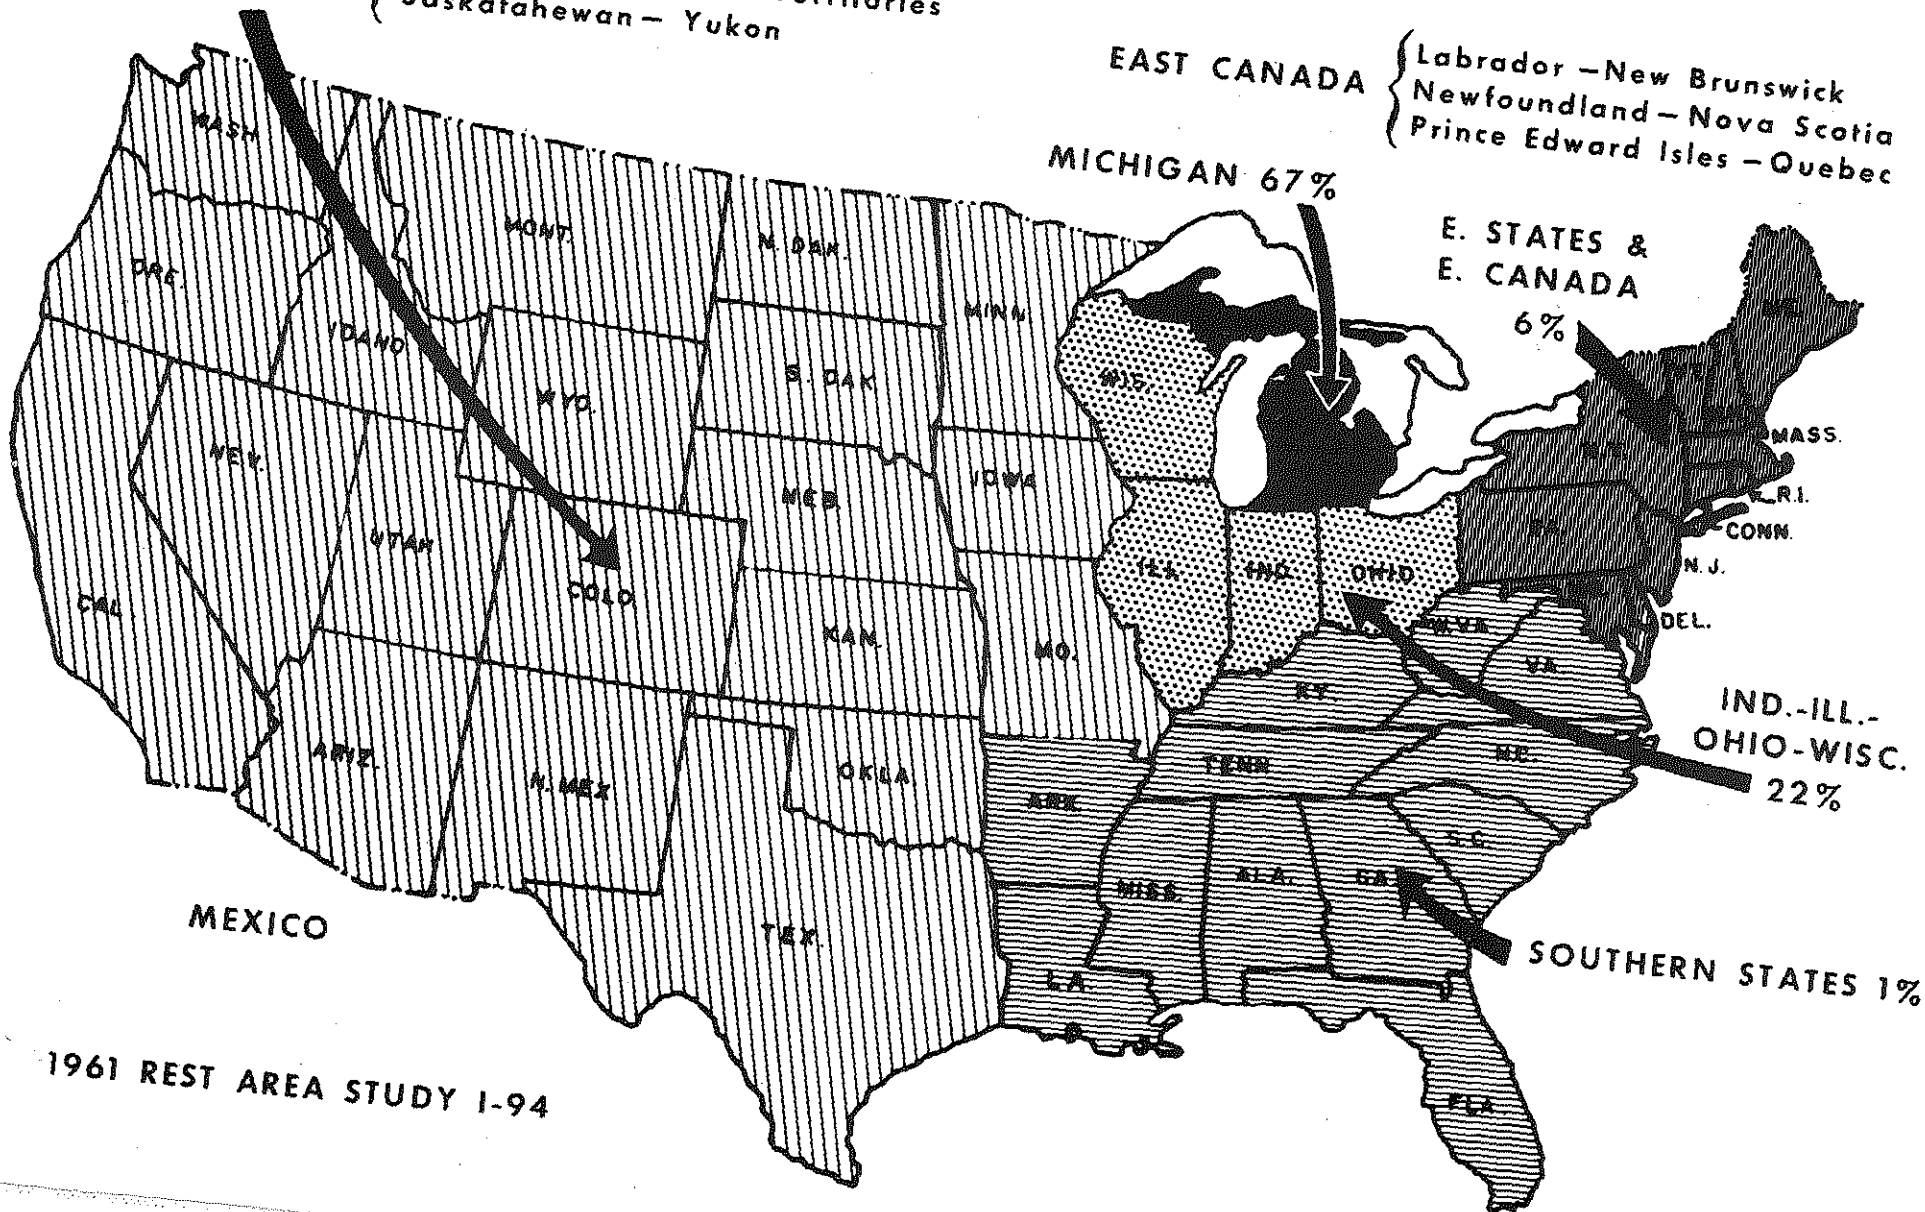 Saskatahewan — Yukon
EAST CANADA
Labrador — New Brunswick
Newfoundland — Nova Scotia
Prince Edward Isles — Quebec
MICHIGAN 67%
E. STATES &
E. CANADA
6%
WASH
ORE.
IDAHO
MONT.
N. DAK.
S. DAK
MINN
WIS.
WYO.
NEV.
UTAH
COLO.
CAL.
NEB.
IOWA
KAN.
MO.
ILL.
IND.
OHIO
ME.
N.Y.
PA.
MASS.
R.I.
CONN.
N.J.
DEL.
W.VA.
VA.
KY.
TENN
N.C.
S.C.
ARIZ.
N. MEX
OKLA.
ARK.
MISS.
ALA.
GA.
TEX.
LA.
FLA.
IND.-ILL.-
OHIO-WISC.
22%
SOUTHERN STATES 1%
MEXICO
1961 REST AREA STUDY I-94